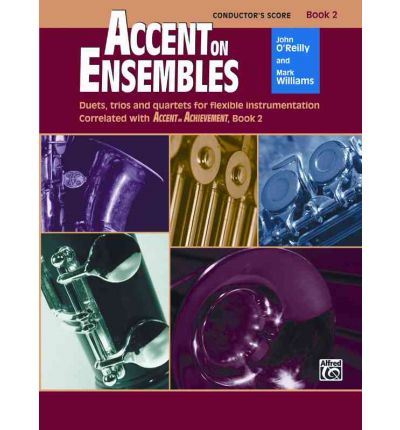 CONDUCTOR'S SCORE Book 2
ACCENT ON
ENSEMBLES
John
O'Reilly
and
Mark
Williams
Duets, trios and quartets for flexible instrumentation
Correlated with ACCENT ON ACHIEVEMENT, Book 2
Alfred